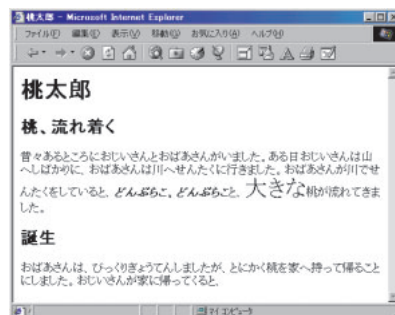 桃太郎 - Microsoft Internet Explorer
ファイル(F) 編集(E) 表示(V) 移動(G) お気に入り(A) ヘルプ(H)
桃太郎
桃、流れ着く
昔々あるところにおじいさんとおばあさんがいました。ある日おじいさんは山
へしばかりに、おばあさんは川へせんたくに行きました。おばあさんが川でせ
んたくをしていると、どんぶらこ、どんぶらこと、大きな桃が流れてきま
した。
誕生
おばあさんは、びっくりぎょうてんしましたが、とにかく桃を家へ持って帰ること
にしました。おじいさんが家に帰ってくると、
マイ コンピュータ